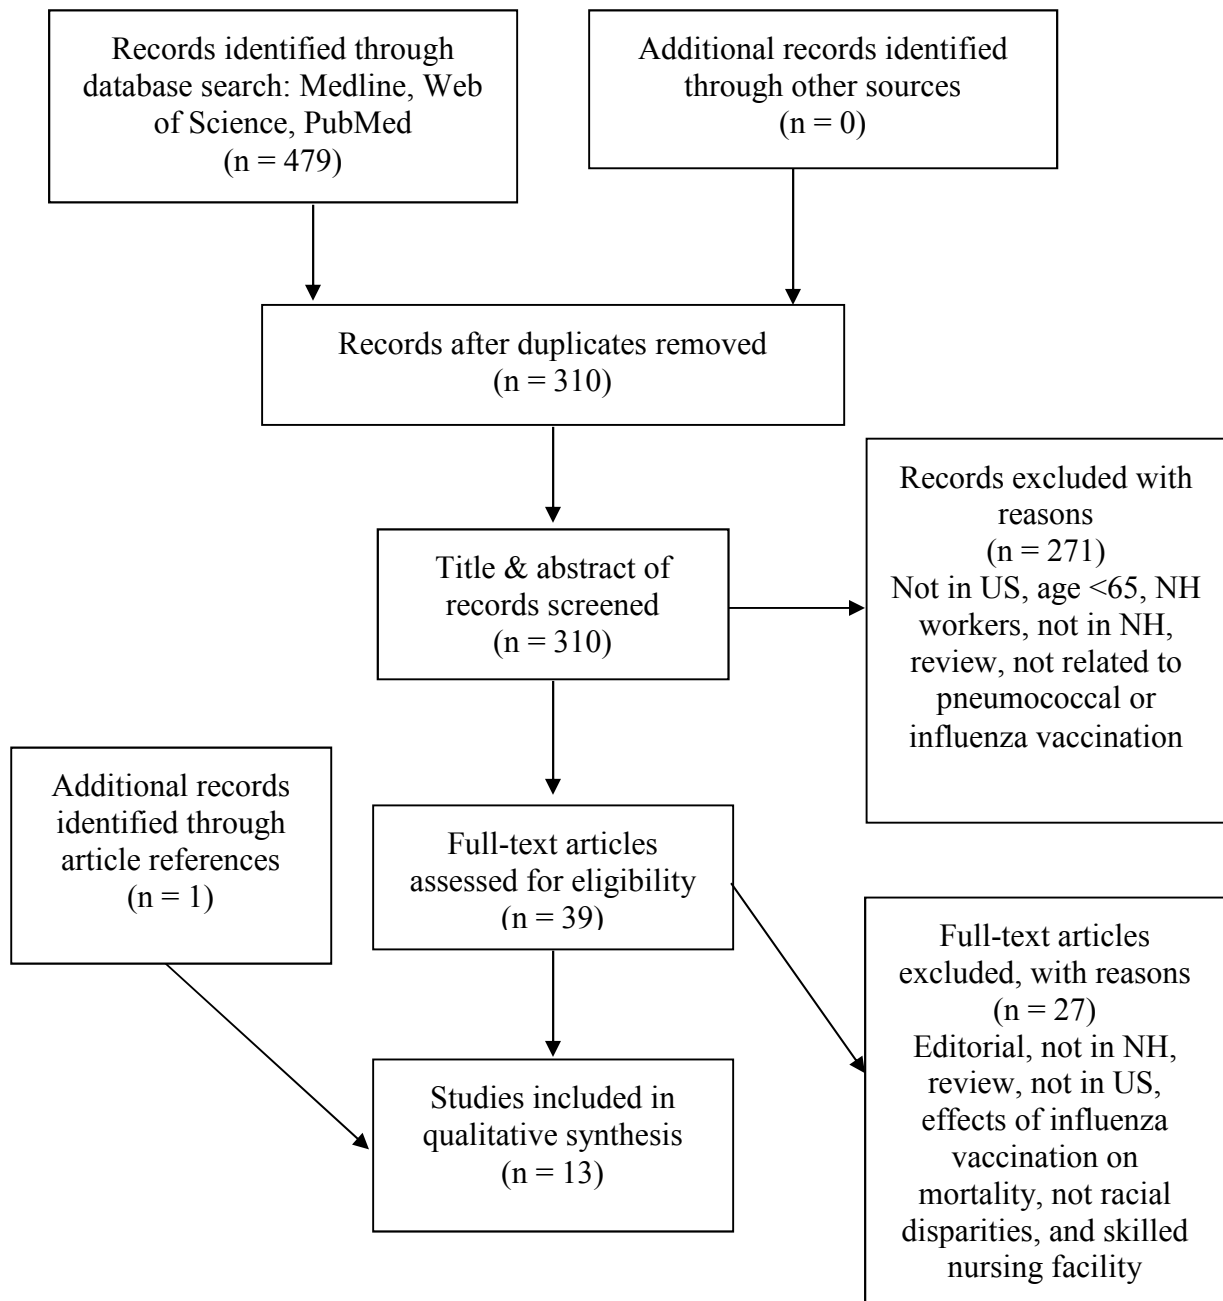 Records identified through
database search: Medline, Web
of Science, PubMed
(n = 479)
Additional records identified
through other sources
(n = 0)
Records after duplicates removed
(n = 310)
Title & abstract of
records screened
(n = 310)
Records excluded with
reasons
(n = 271)
Not in US, age <65, NH
workers, not in NH,
review, not related to
pneumococcal or
influenza vaccination
Additional records
identified through
article references
(n = 1)
Full-text articles
assessed for eligibility
(n = 39)
Full-text articles
excluded, with reasons
(n = 27)
Editorial, not in NH,
review, not in US,
effects of influenza
vaccination on
mortality, not racial
disparities, and skilled
nursing facility
Studies included in
qualitative synthesis
(n = 13)